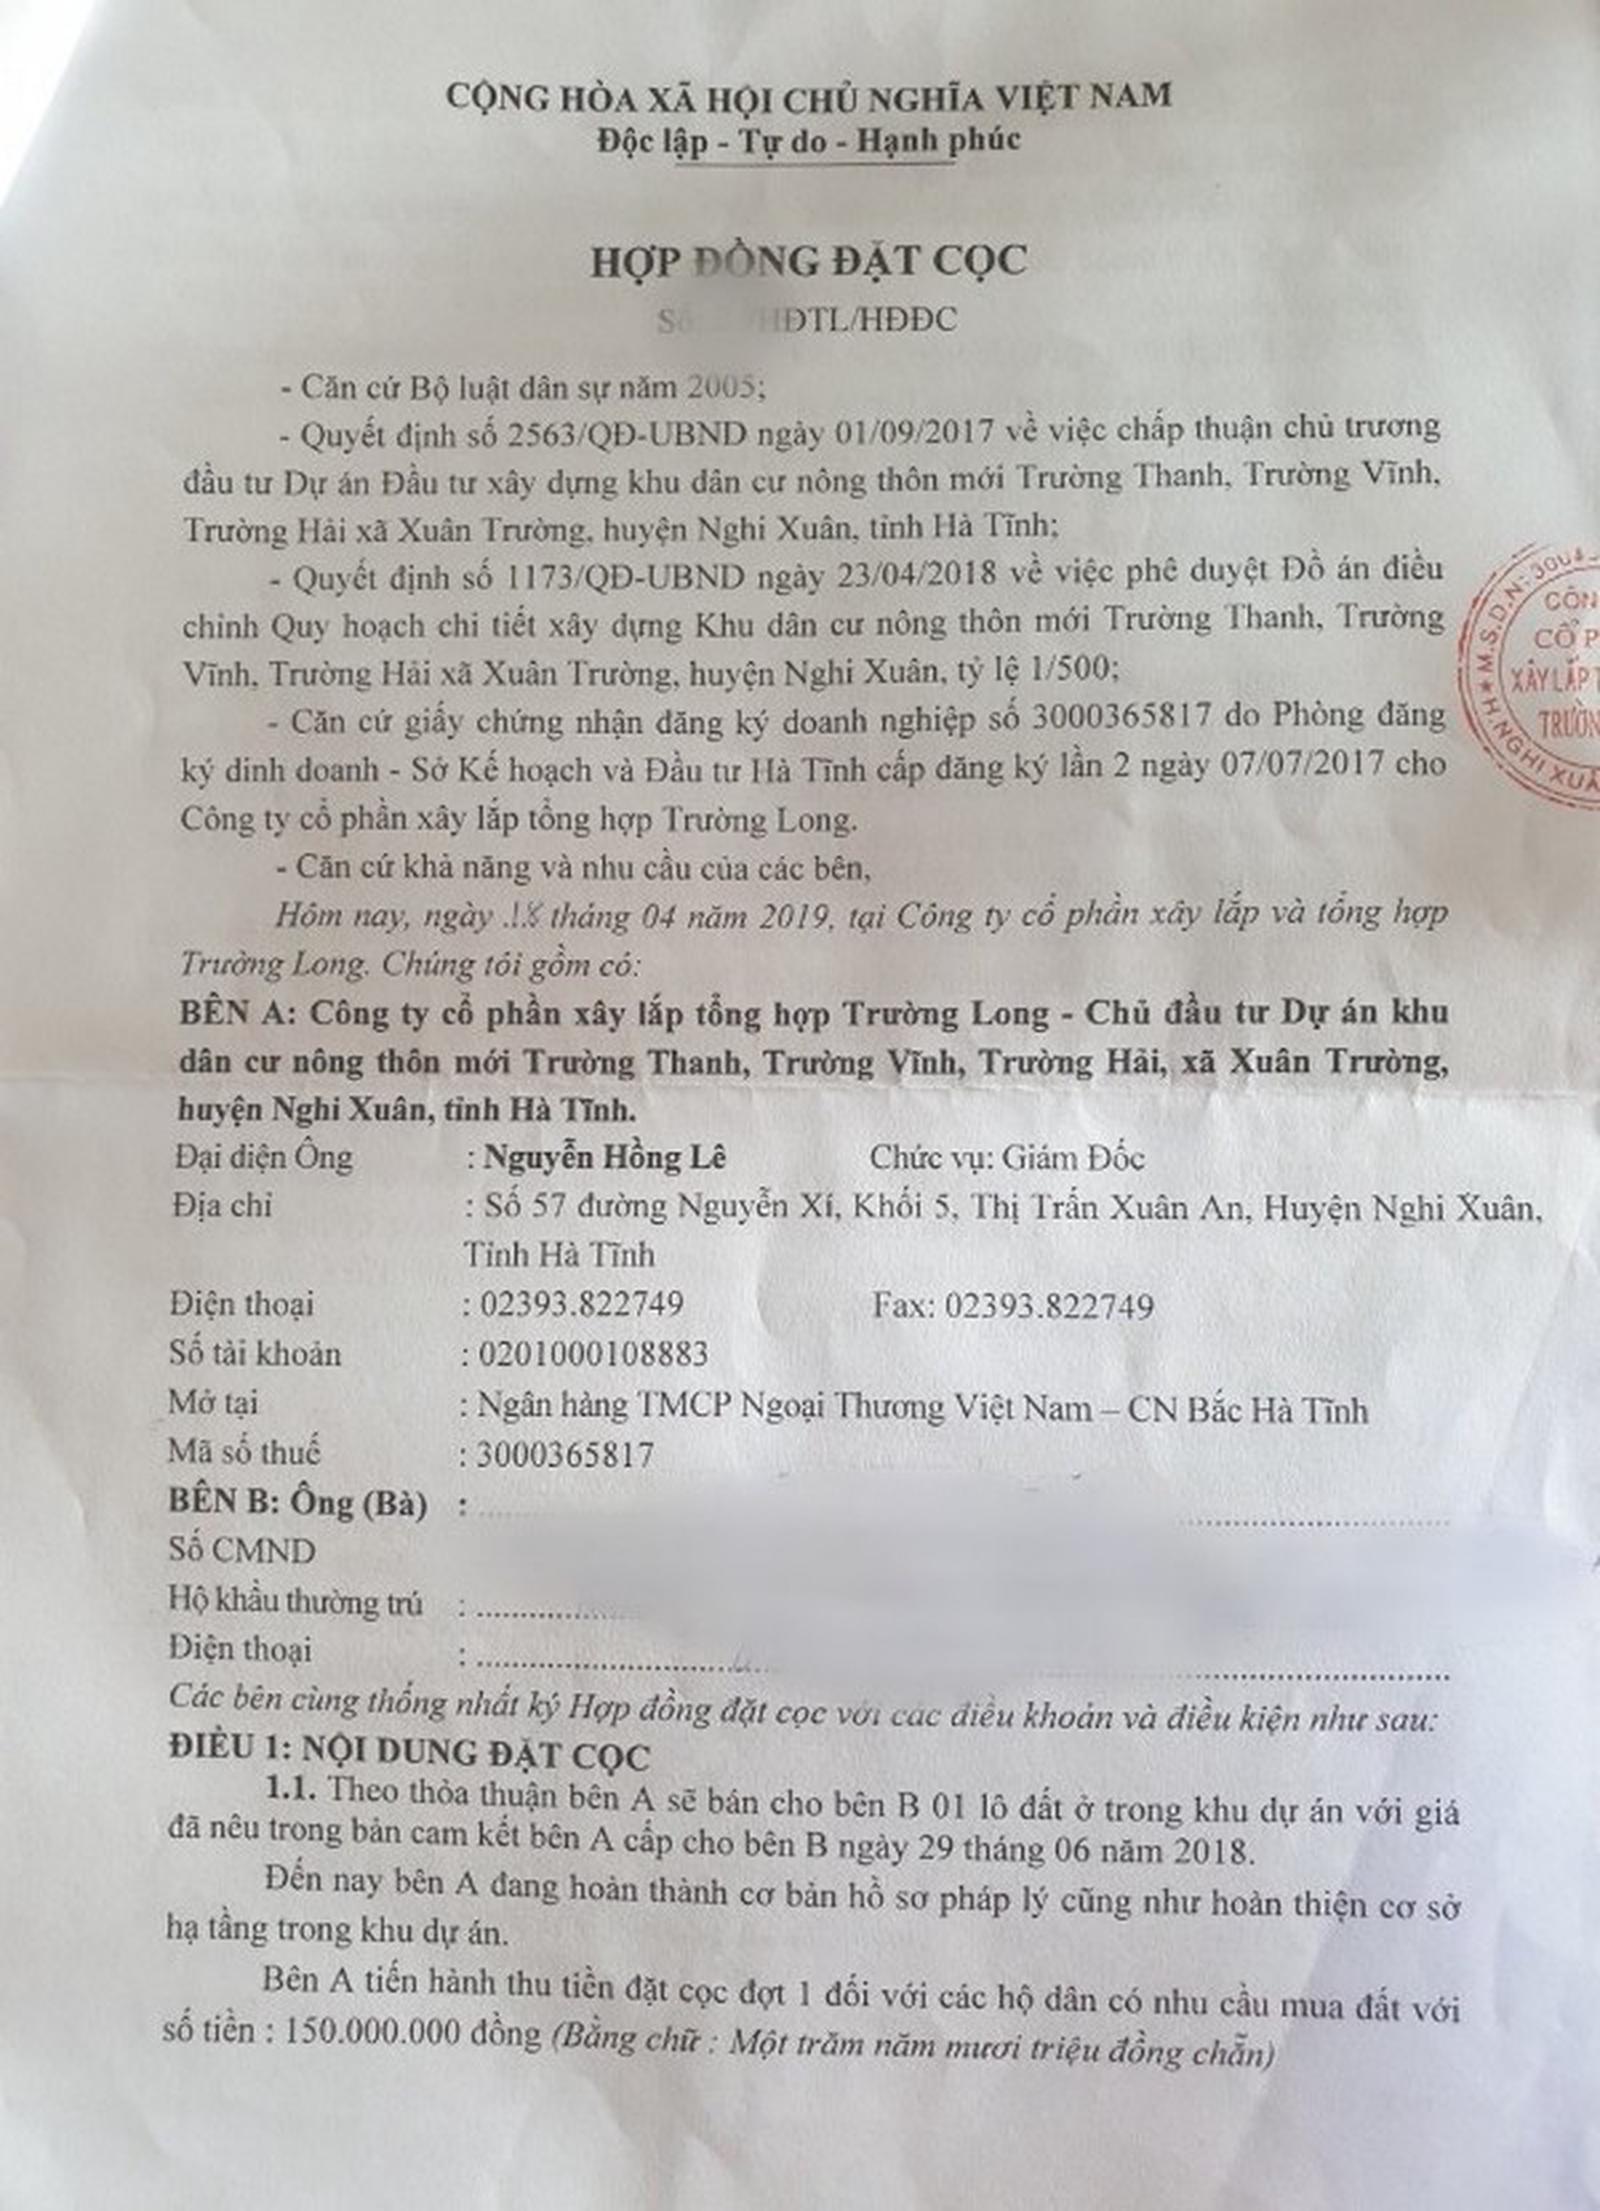 CỘNG HÒA XÃ HỘI CHỦ NGHĨA VIỆT NAM
Độc lập - Tự do - Hạnh phúc
HỢP ĐỒNG ĐẶT CỌC
Số HĐTL/HĐĐC
- Căn cứ Bộ luật dân sự năm 2005;
- Quyết định số 2563/QĐ-UBND ngày 01/09/2017 về việc chấp thuận chủ trương
đầu tư Dự án Đầu tư xây dựng khu dân cư nông thôn mới Trường Thanh, Trường Vĩnh,
Trường Hải xã Xuân Trường, huyện Nghi Xuân, tỉnh Hà Tĩnh;
- Quyết định số 1173/QĐ-UBND ngày 23/04/2018 về việc phê duyệt Đồ án điều
chỉnh Quy hoạch chi tiết xây dựng Khu dân cư nông thôn mới Trường Thanh, Trường
Vĩnh, Trường Hải xã Xuân Trường, huyện Nghi Xuân, tỷ lệ 1/500;
- Căn cứ giấy chứng nhận đăng ký doanh nghiệp số 3000365817 do Phòng đăng
ký dinh doanh - Sở Kế hoạch và Đầu tư Hà Tĩnh cấp đăng ký lần 2 ngày 07/07/2017 cho
Công ty cổ phần xây lắp tổng hợp Trường Long.
- Căn cứ khả năng và nhu cầu của các bên,
Hôm nay, ngày .18 tháng 04 năm 2019, tại Công ty cổ phần xây lắp và tổng hợp
Trường Long. Chúng tôi gồm có:
BÊN A: Công ty cổ phần xây lắp tổng hợp Trường Long - Chủ đầu tư Dự án khu
dân cư nông thôn mới Trường Thanh, Trường Vĩnh, Trường Hải, xã Xuân Trường,
huyện Nghi Xuân, tỉnh Hà Tĩnh.
Đại diện Ông : Nguyễn Hồng Lê Chức vụ: Giám Đốc
Địa chỉ : Số 57 đường Nguyễn Xí, Khối 5, Thị Trấn Xuân An, Huyện Nghi Xuân,
Tỉnh Hà Tĩnh
Điện thoại : 02393.822749 Fax: 02393.822749
Số tài khoản : 0201000108883
Mở tại : Ngân hàng TMCP Ngoại Thương Việt Nam – CN Bắc Hà Tĩnh
Mã số thuế : 3000365817
BÊN B: Ông (Bà) :
Số CMND
Hộ khẩu thường trú :
Điện thoại :
Các bên cùng thống nhất ký Hợp đồng đặt cọc với các điều khoản và điều kiện như sau:
ĐIỀU 1: NỘI DUNG ĐẶT CỌC
1.1. Theo thỏa thuận bên A sẽ bán cho bên B 01 lô đất ở trong khu dự án với giá
đã nêu trong bản cam kết bên A cấp cho bên B ngày 29 tháng 06 năm 2018.
Đến nay bên A đang hoàn thành cơ bản hồ sơ pháp lý cũng như hoàn thiện cơ sở
hạ tầng trong khu dự án.
Bên A tiến hành thu tiền đặt cọc đợt 1 đối với các hộ dân có nhu cầu mua đất với
số tiền : 150.000.000 đồng (Bằng chữ : Một trăm năm mươi triệu đồng chẵn)
M.S.D.N: 3004
CÔN
CỔ P
XÂY LẮP T
TRƯỜN
H.NGHI XUÂ